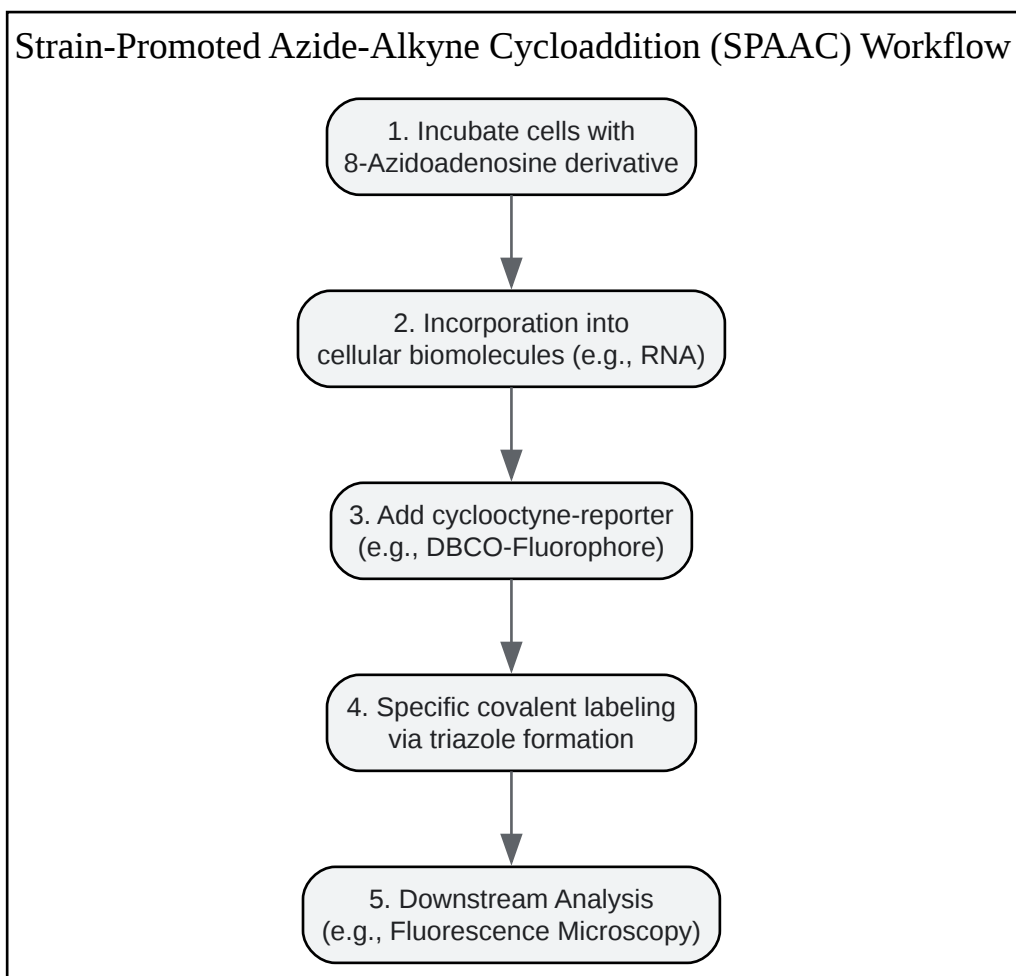 Strain-Promoted Azide-Alkyne Cycloaddition (SPAAC) Workflow
1. Incubate cells with
8-Azidoadenosine derivative
2. Incorporation into
cellular biomolecules (e.g., RNA)
3. Add cyclooctyne-reporter
(e.g., DBCO-Fluorophore)
4. Specific covalent labeling
via triazole formation
5. Downstream Analysis
(e.g., Fluorescence Microscopy)